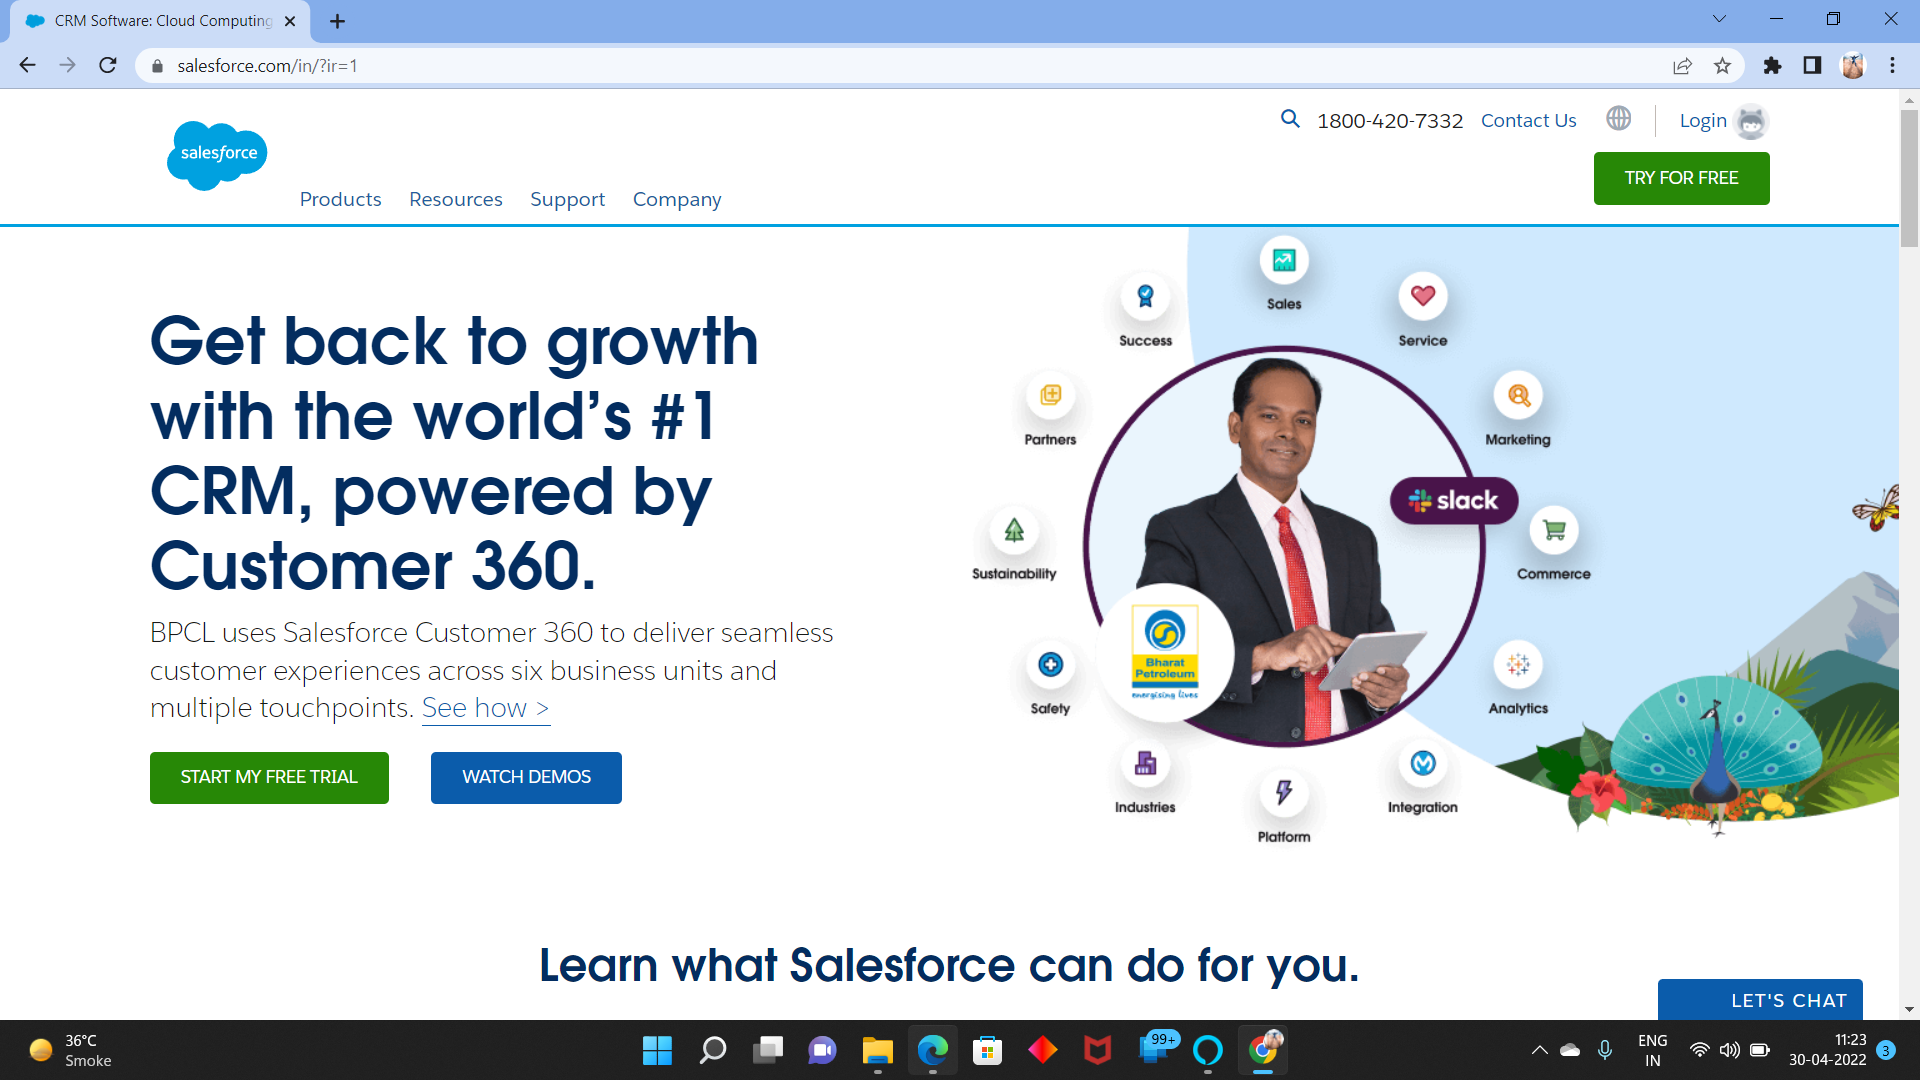 CRM Software: Cloud Computing
salesforce.com/in/?ir=1
salesforce
1800-420-7332
Contact Us
Login
TRY FOR FREE
Products
Resources
Support
Company
Get back to growth
with the world's #1
CRM, powered by
Customer 360.
BPCL uses Salesforce Customer 360 to deliver seamless
customer experiences across six business units and
multiple touchpoints. See how >
START MY FREE TRIAL
WATCH DEMOS
Sales
Success
Service
Partners
Marketing
slack
Sustainability
Commerce
Bharat
Petroleum
energising lives
Safety
Analytics
Industries
Integration
Platform
Learn what Salesforce can do for you.
LET'S CHAT
36°C
Smoke
99+
ENG
IN
11:23
30-04-2022
3